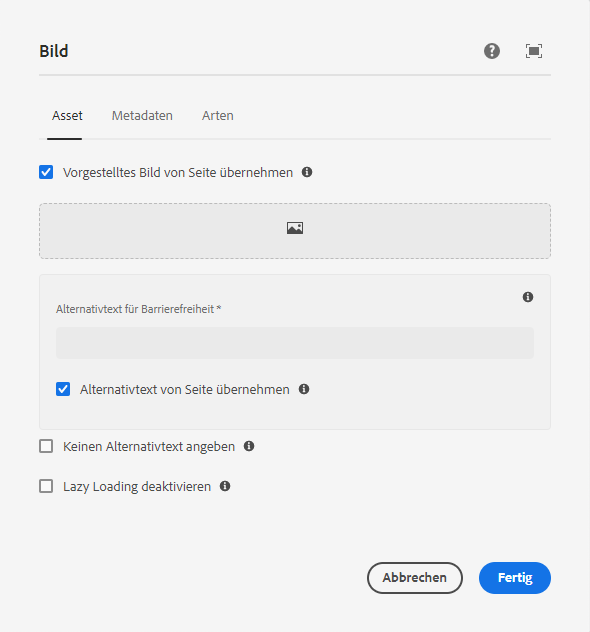 Bild
Asset Metadaten Arten
Vorgestelltes Bild von Seite übernehmen
Alternativtext für Barrierefreiheit *
Alternativtext von Seite übernehmen
Keinen Alternativtext angeben
Lazy Loading deaktivieren
Abbrechen Fertig